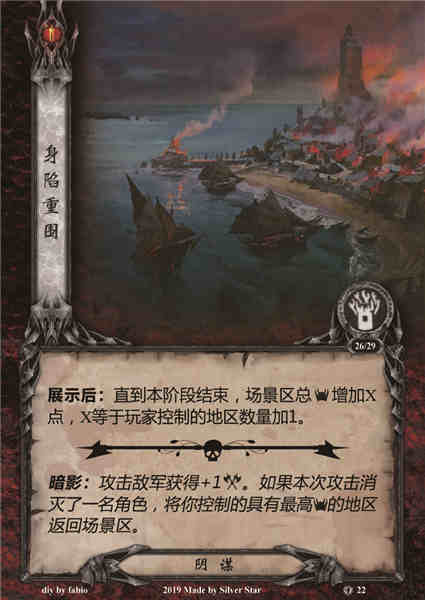 身陷重围
26/29
展示后：直到本阶段结束，场景区总增加X
点，X等于玩家控制的地区数量加1。
暗影：攻击敌军获得+1。如果本次攻击消
灭了一名角色，将你控制的具有最高的地区
返回场景区。
阴谋
diy by fabio
2019 Made by Silver Star
22